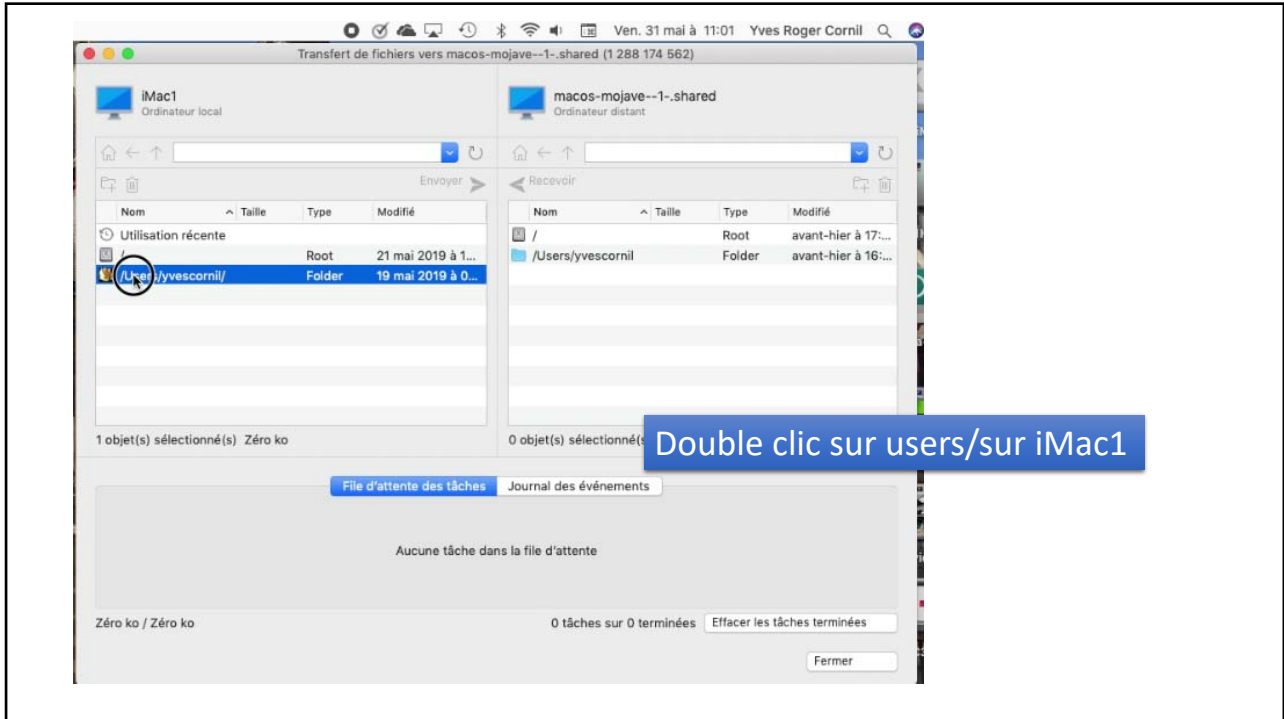 Ven. 31 mai à 11:01 Yves Roger Cornil
Transfert de fichiers vers macos-mojave--1-.shared (1 288 174 562)
iMac1
Ordinateur local
macos-mojave--1-.shared
Ordinateur distant
Envoyer
Recevoir
Nom Taille Type Modifié
Nom Taille Type Modifié
Utilisation récente
/ Root 21 mai 2019 à 1...
/Users/yvescornil/ Folder 19 mai 2019 à 0...
/ Root avant-hier à 17:...
/Users/yvescornil Folder avant-hier à 16:...
1 objet(s) sélectionné(s) Zéro ko
0 objet(s) sélectionné(s
Double clic sur users/sur iMac1
File d'attente des tâches Journal des événements
Aucune tâche dans la file d'attente
Zéro ko / Zéro ko
0 tâches sur 0 terminées Effacer les tâches terminées
Fermer